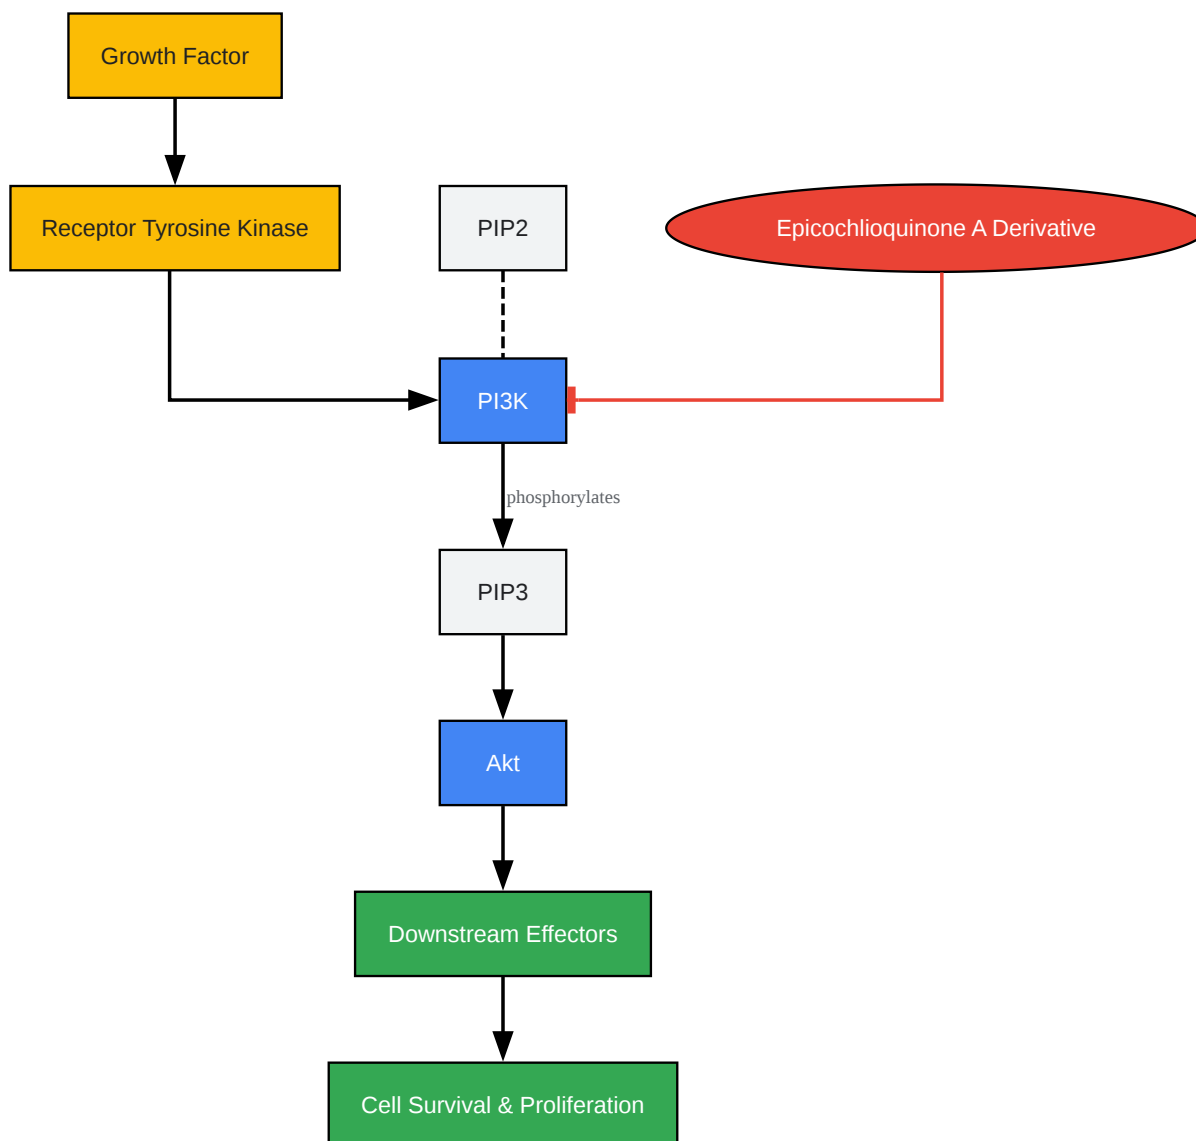 Growth Factor
Receptor Tyrosine Kinase
PIP2
Epicochlioquinone A Derivative
PI3K
phosphorylates
PIP3
Akt
Downstream Effectors
Cell Survival & Proliferation